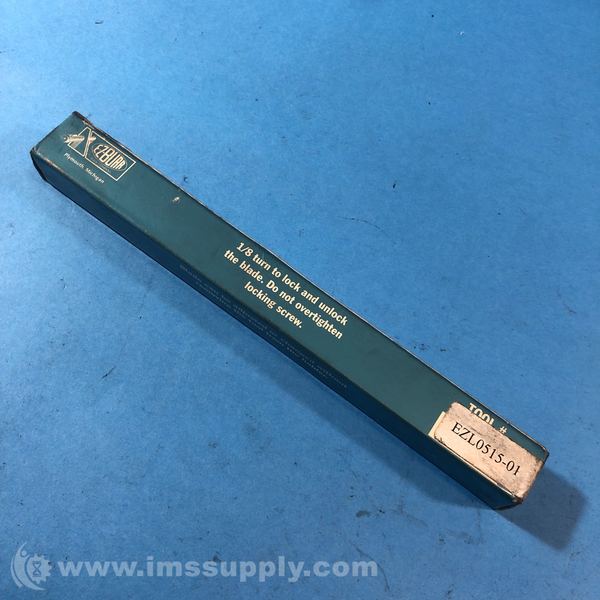 EZBURR
Plymouth, Michigan
1/8 turn to lock and unlock
the blade. Do not overtighten
locking screw.
TOOL #
EZL0515-01
www.imssupply.com